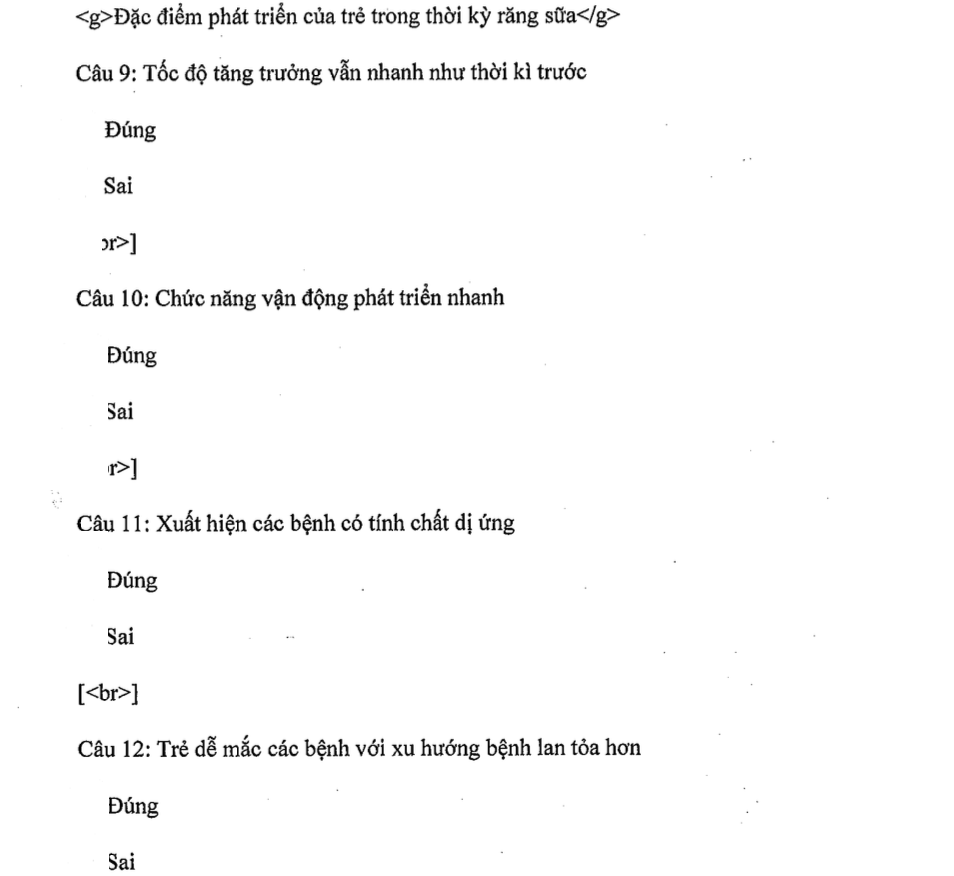 <g>Đặc điểm phát triển của trẻ trong thời kỳ răng sữa</g>
Câu 9: Tốc độ tăng trưởng vẫn nhanh như thời kì trước
Đúng
Sai
r>]
Câu 10: Chức năng vận động phát triển nhanh
Đúng
Sai
r>]
Câu 11: Xuất hiện các bệnh có tính chất dị ứng
Đúng
Sai
[<br>]
Câu 12: Trẻ dễ mắc các bệnh với xu hướng bệnh lan tỏa hơn
Đúng
Sai